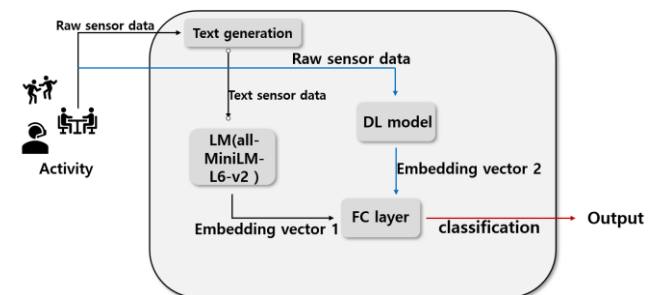 Raw sensor data
Text generation
Raw sensor data
Text sensor data
DL model
LM(all-
MiniLM-
L6-v2 )
Activity
Embedding vector 2
FC layer
Embedding vector 1
classification
Output